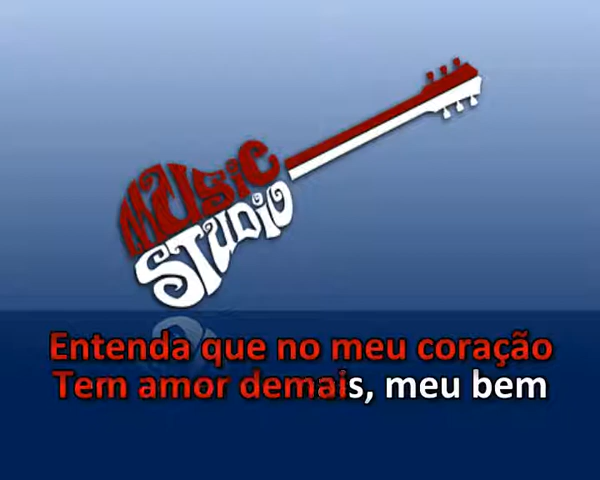 MUSIC
STUDIO
Entenda que no meu coração
Tem amor demais, meu bem